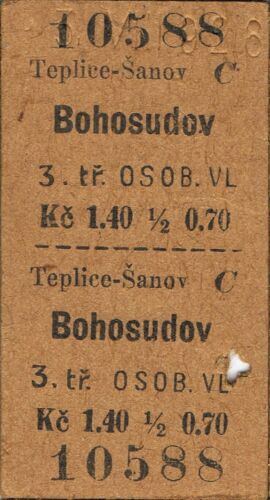 10588
Teplice-Šanov C
Bohosudov
3. tř. OSOB. VL
Kč 1.40 ½ 0.70
Teplice-Šanov C
Bohosudov
3. tř. OSOB. VL
Kč 1.40 ½ 0.70
10588